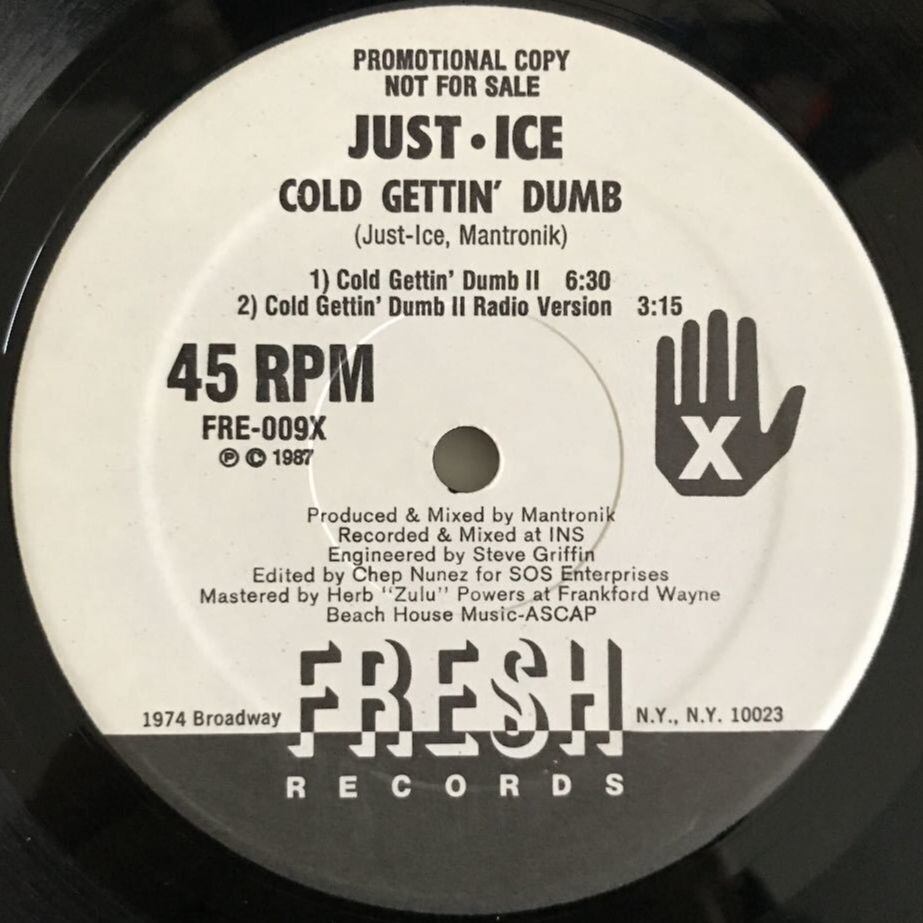 PROMOTIONAL COPY
NOT FOR SALE
JUST • ICE
COLD GETTIN' DUMB
(Just-Ice, Mantronik)
1) Cold Gettin' Dumb II 6:30
2) Cold Gettin' Dumb II Radio Version 3:15
45 RPM
FRE-009X
℗ © 1987
X
Produced & Mixed by Mantronik
Recorded & Mixed at INS
Engineered by Steve Griffin
Edited by Chep Nunez for SOS Enterprises
Mastered by Herb "Zulu" Powers at Frankford Wayne
Beach House Music-ASCAP
1974 Broadway FRESH N.Y., N.Y. 10023
RECORDS